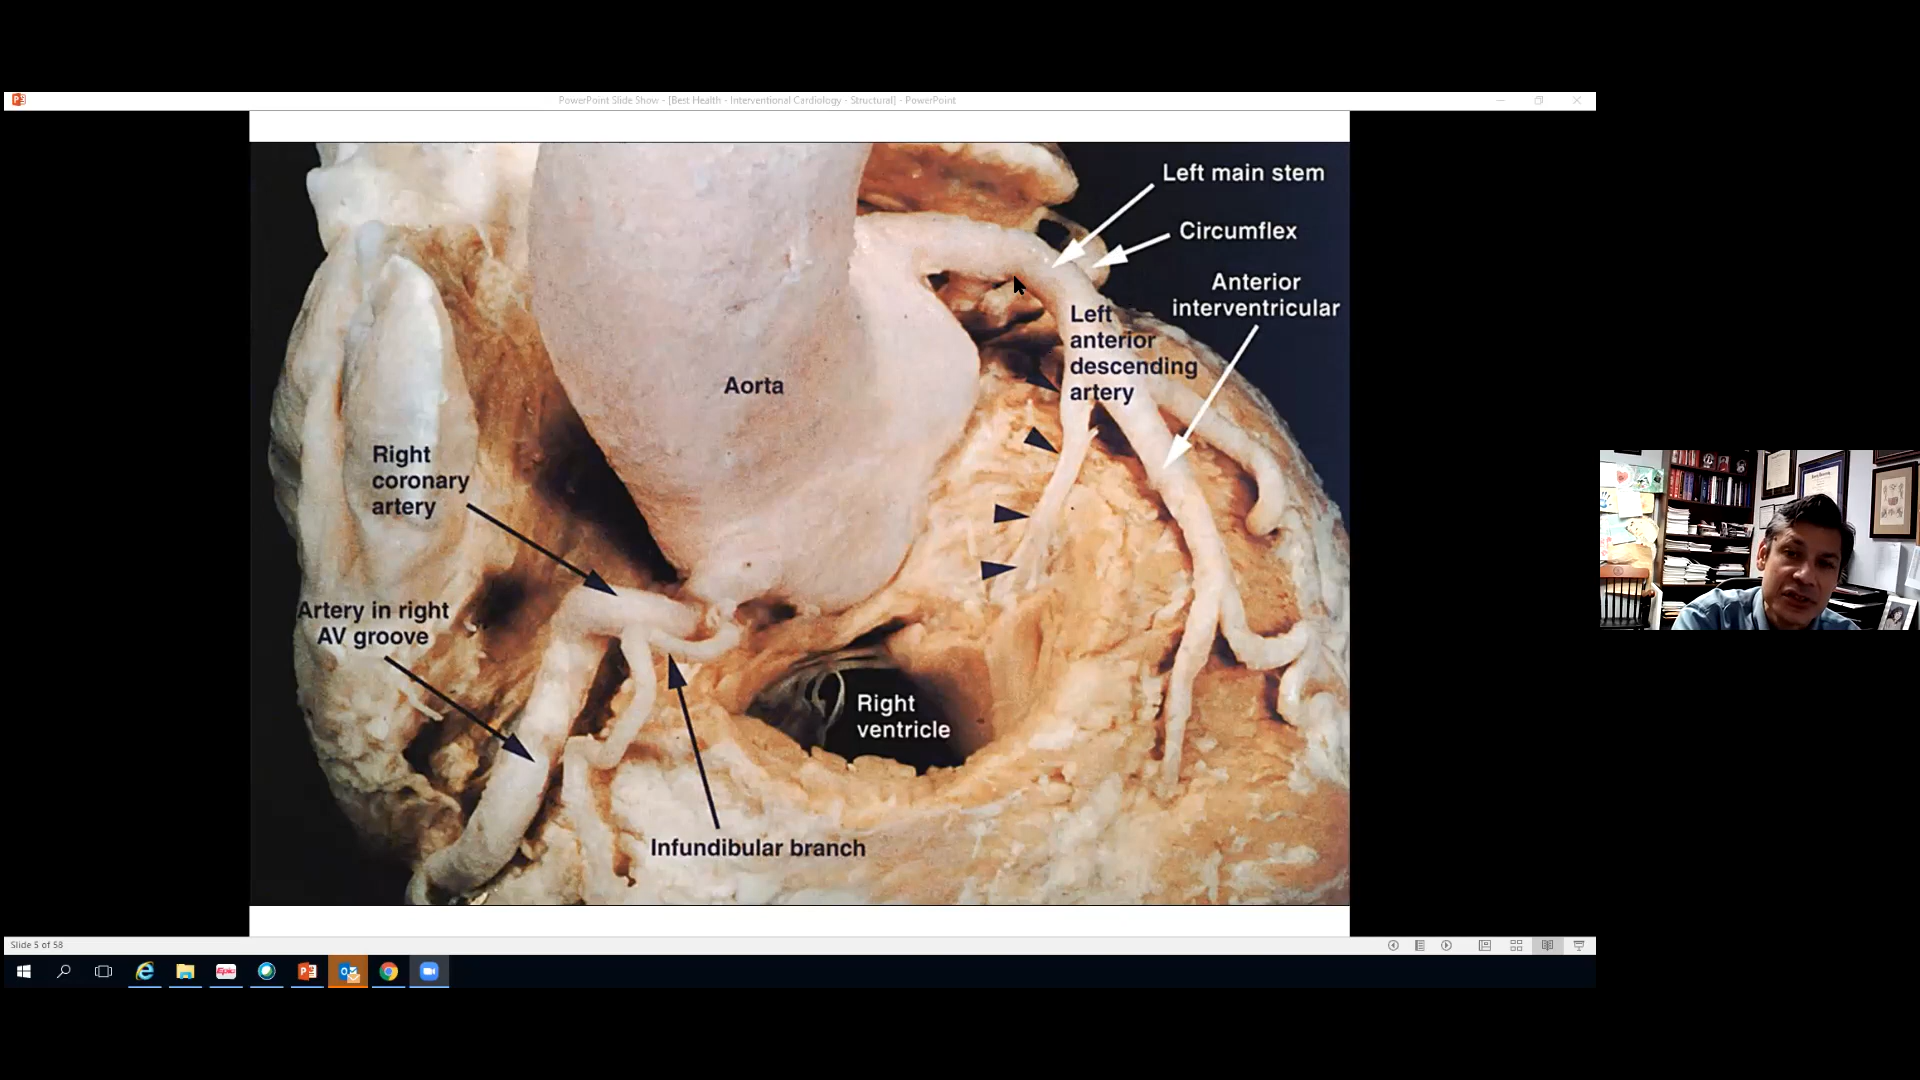 PowerPoint Slide Show - [Best Health - Interventional Cardiology - Structural] - PowerPoint
Left main stem
Circumflex
Anterior
interventricular
Left
anterior
descending
artery
Aorta
Right
coronary
artery
Artery in right
AV groove
Right
ventricle
Infundibular branch
Slide 5 of 58
Epic